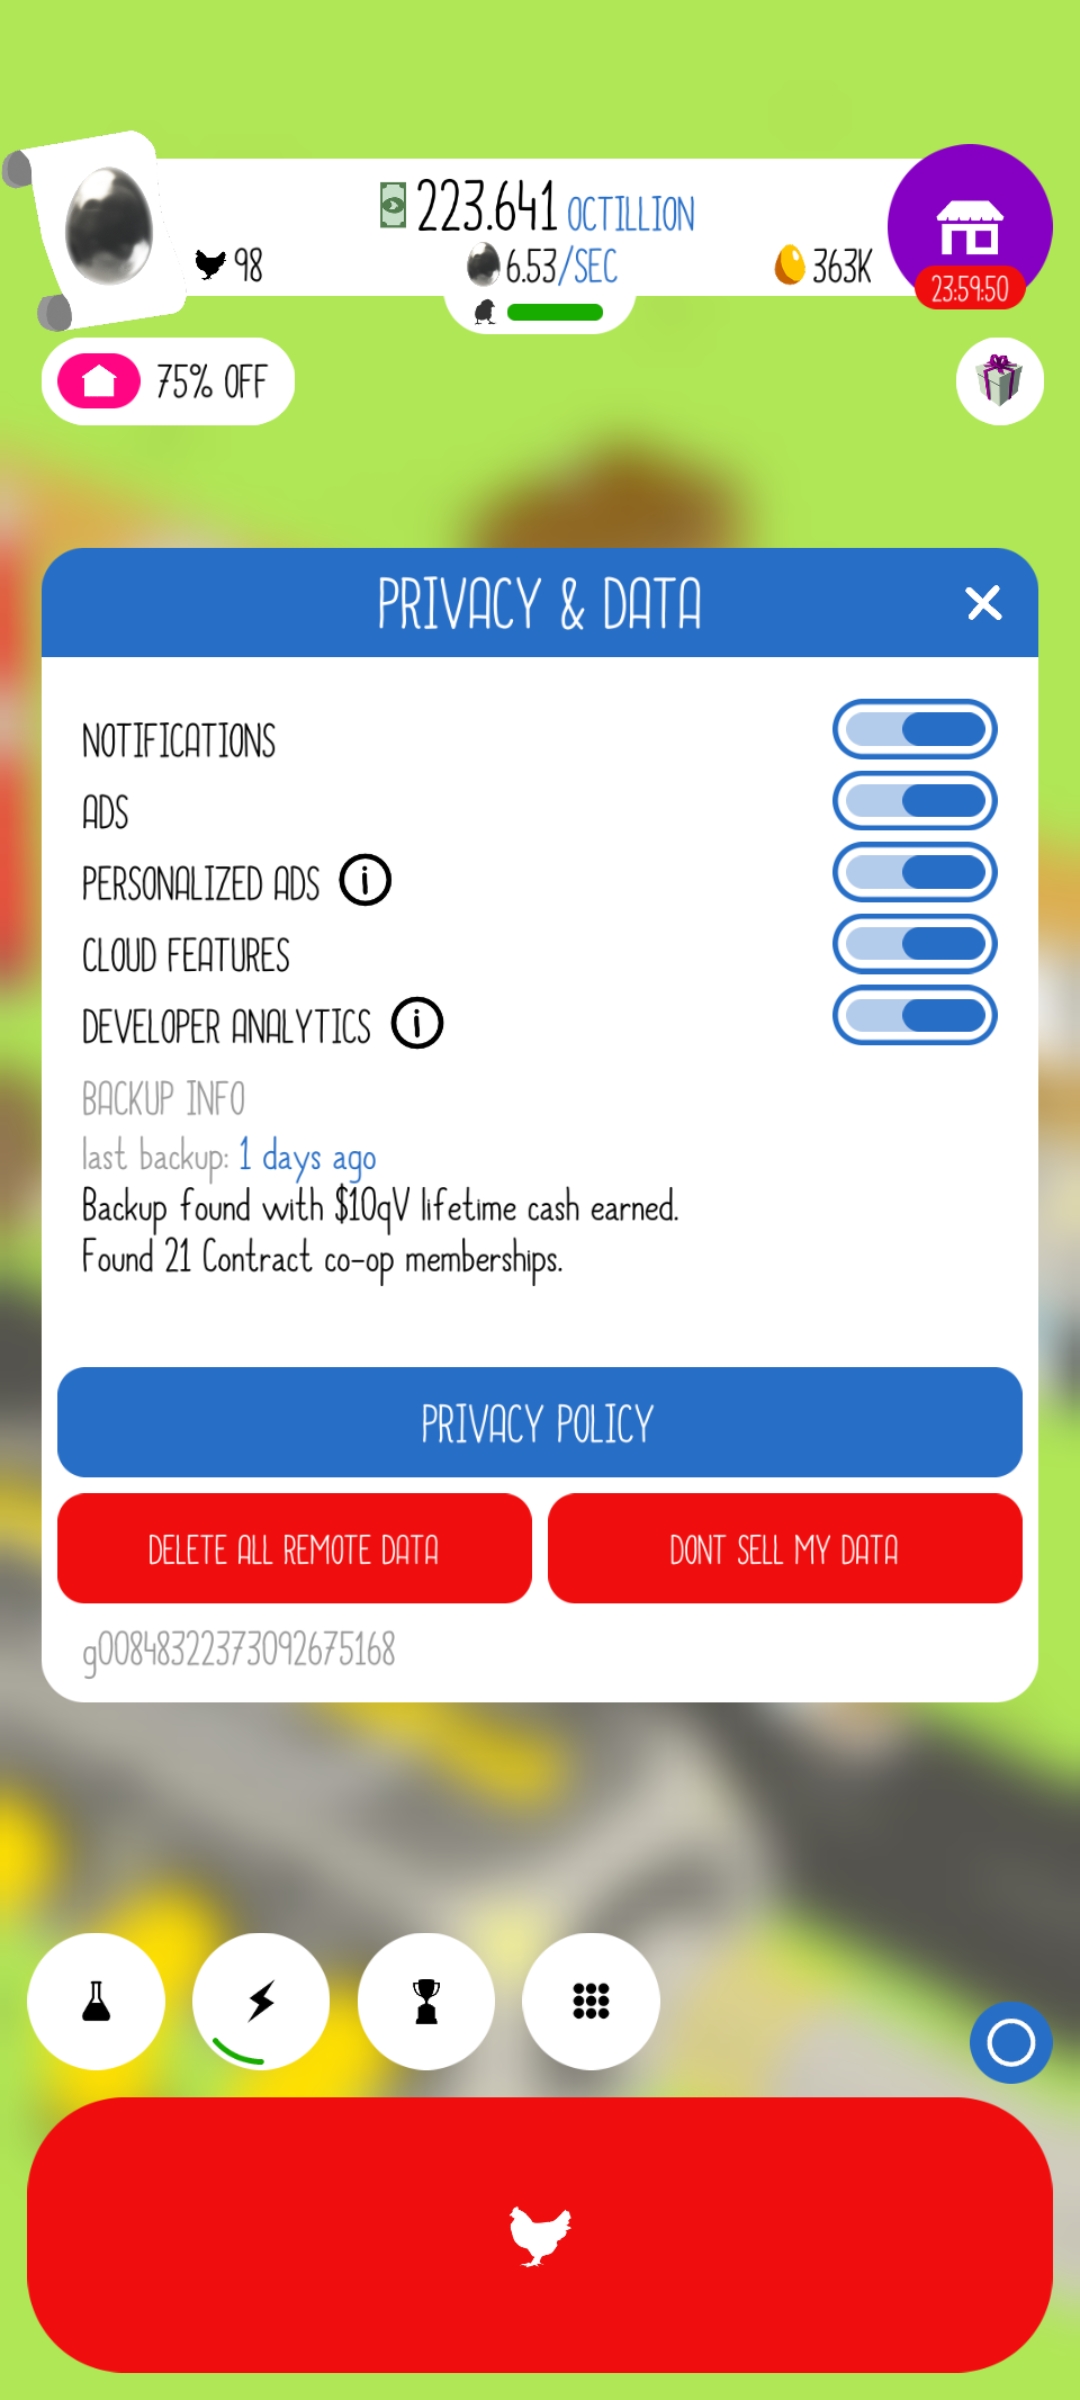 223.641 OCTILLION
98
6.53/SEC
363K
23:59:50
75% OFF
PRIVACY & DATA
NOTIFICATIONS
ADS
PERSONALIZED ADS
CLOUD FEATURES
DEVELOPER ANALYTICS
BACKUP INFO
last backup: 1 days ago
Backup found with $10qV lifetime cash earned.
Found 21 Contract co-op memberships.
PRIVACY POLICY
DELETE ALL REMOTE DATA
DONT SELL MY DATA
g00848322373092675168